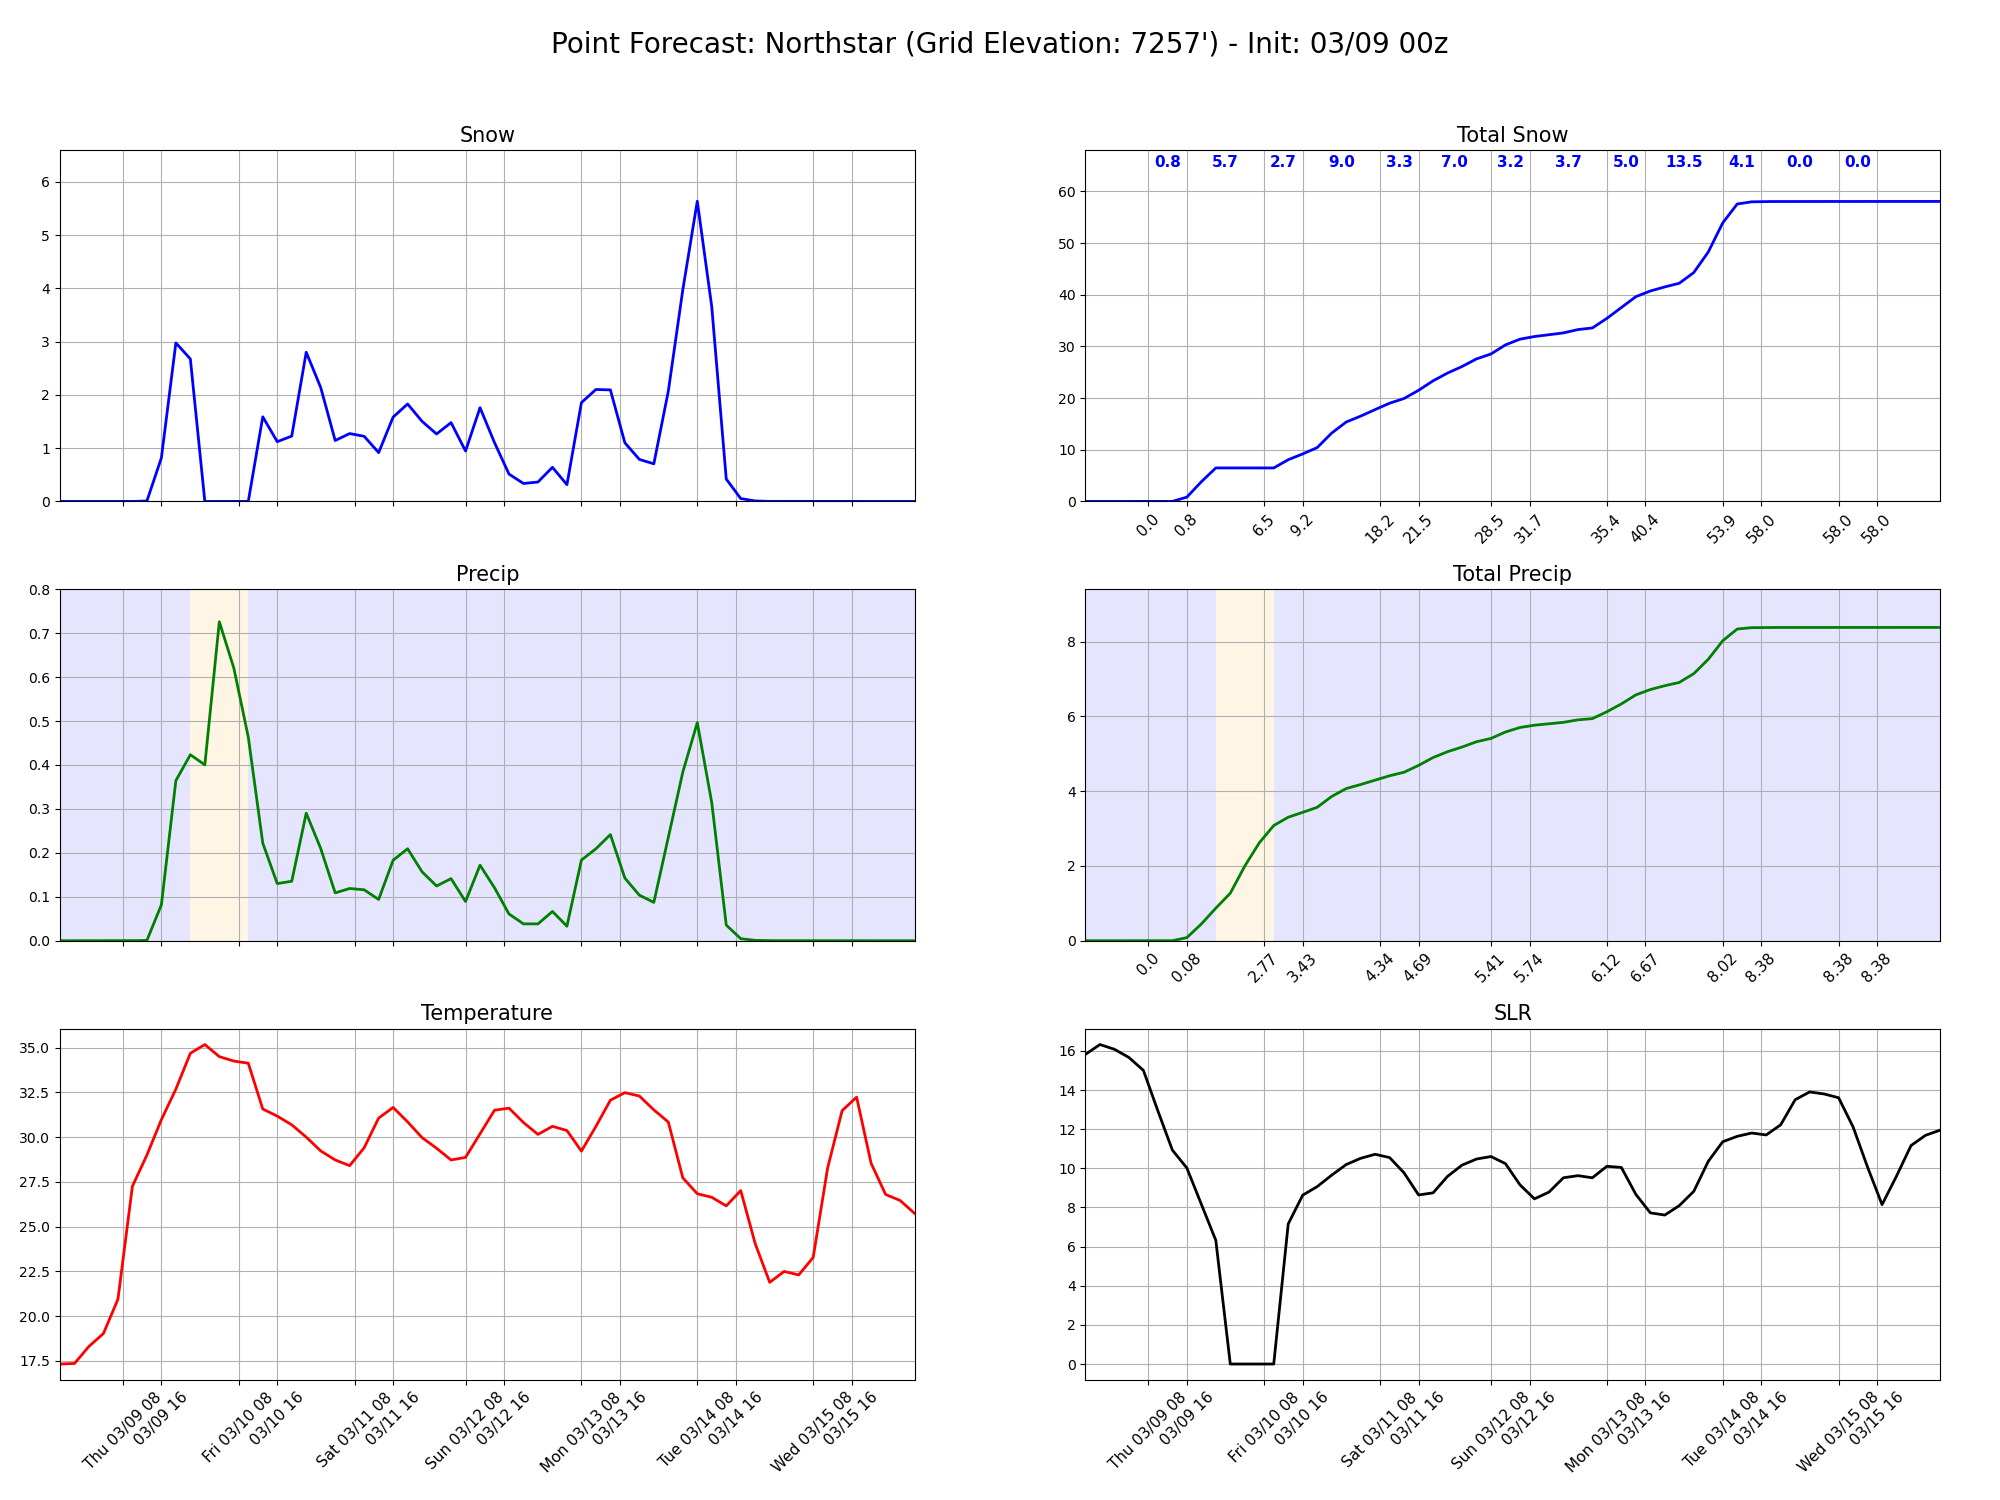 Point Forecast: Northstar (Grid Elevation: 7257') - Init: 03/09 00z
Snow
6
5
4
3
2
1
0
Total Snow
0.8 5.7 2.7 9.0 3.3 7.0 3.2 3.7 5.0 13.5 4.1 0.0 0.0
60
50
40
30
20
10
0
0.0 0.8 6.5 9.2 18.2 21.5 28.5 31.7 35.4 40.4 53.9 58.0 58.0 58.0
Precip
0.8
0.7
0.6
0.5
0.4
0.3
0.2
0.1
0.0
Total Precip
8
6
4
2
0
0.0 0.08 2.77 3.43 4.34 4.69 5.41 5.74 6.12 6.67 8.02 8.38 8.38 8.38
Temperature
35.0
32.5
30.0
27.5
25.0
22.5
20.0
17.5
Thu 03/09 08
03/09 16
Fri 03/10 08
03/10 16
Sat 03/11 08
03/11 16
Sun 03/12 08
03/12 16
Mon 03/13 08
03/13 16
Tue 03/14 08
03/14 16
Wed 03/15 08
03/15 16
SLR
16
14
12
10
8
6
4
2
0
Thu 03/09 08
03/09 16
Fri 03/10 08
03/10 16
Sat 03/11 08
03/11 16
Sun 03/12 08
03/12 16
Mon 03/13 08
03/13 16
Tue 03/14 08
03/14 16
Wed 03/15 08
03/15 16